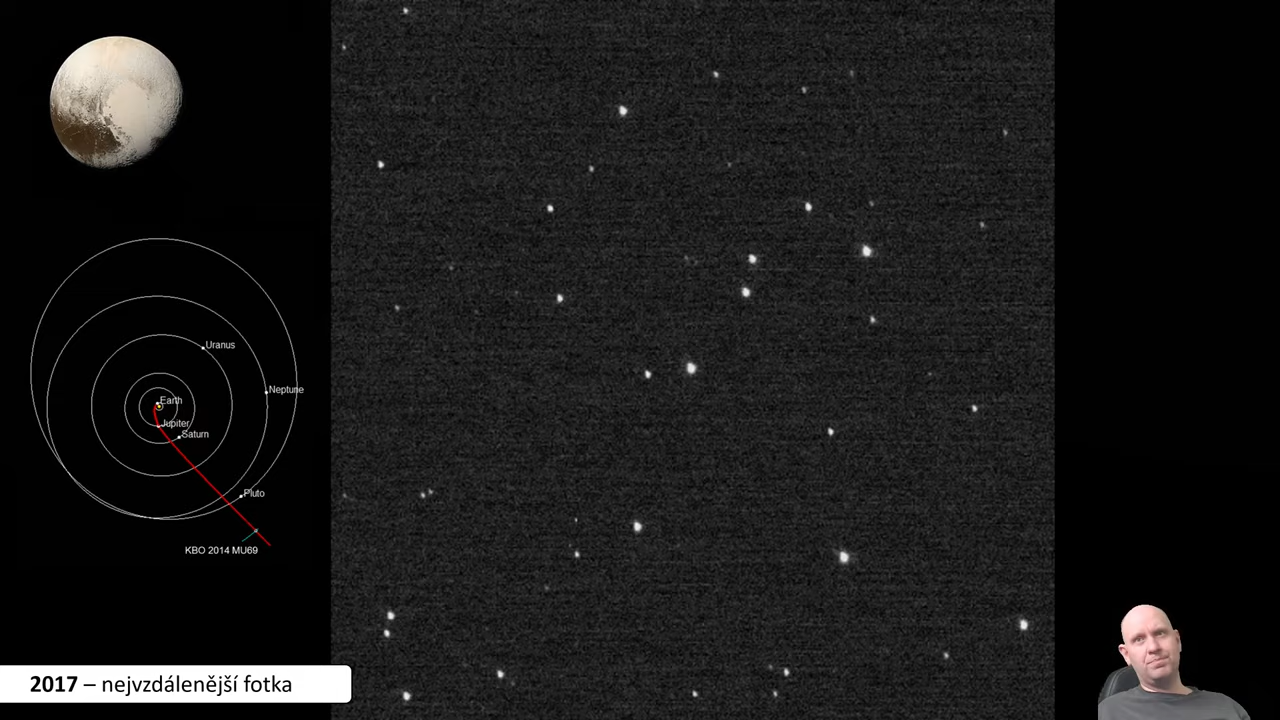 Uranus
Neptune
Earth
Jupiter
Saturn
Pluto
KBO 2014 MU69
2017 – nejvzdálenější fotka